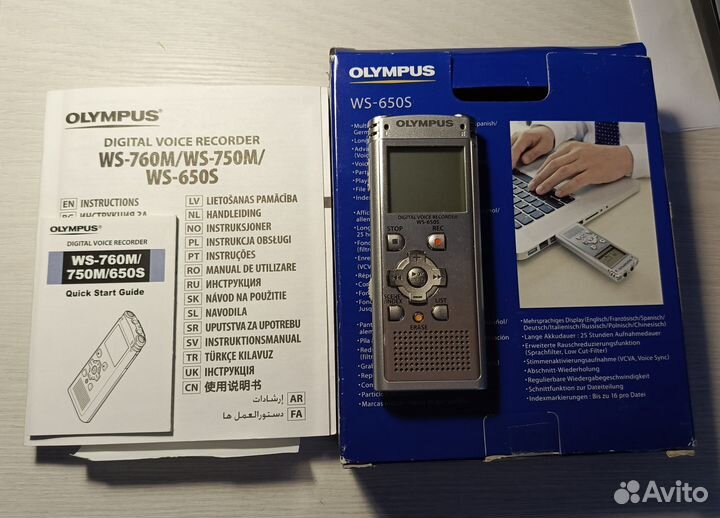 OLYMPUS®
DIGITAL VOICE RECORDER
WS-760M/WS-750M/
WS-650S
EN INSTRUCTIONS
ИНСТРУКЦИЯ ЗА
LV LIETOŠANAS PAMĀCĪBA
NL HANDLEIDING
NO INSTRUKSJONER
PL INSTRUKCJA OBSŁUGI
PT INSTRUÇÕES
RO MANUAL DE UTILIZARE
RU ИНСТРУКЦИЯ
SK NÁVOD NA POUŽITIE
SL NAVODILA
SR UPUTSTVA ZA UPOTREBU
SV INSTRUKTIONSMANUAL
TR TÜRKÇE KILAVUZ
UK ІНСТРУКЦІЯ
CN 使用说明书
إرشادات AR
دستورالعمل ها FA
OLYMPUS®
DIGITAL VOICE RECORDER
WS-760M/
750M/650S
Quick Start Guide
OLYMPUS
WS-650S
OLYMPUS
DIGITAL VOICE RECORDER
WS-650S
STOP
REC
SCENE/
INDEX
LIST
ERASE
• Mehrsprachiges Display (Englisch/Französisch/Spanisch/
Deutsch/Italienisch/Russisch/Polnisch/Chinesisch)
• Lange Akkudauer : 25 Stunden Aufnahmedauer
• Erweiterte Rauschreduzierungsfunktion
(Sprachfilter, Low Cut-Filter)
• Stimmenaktivierungsaufnahme (VCVA, Voice Sync)
• Abschnitt-Wiederholung
• Regulierbare Wiedergabegeschwindigkeit
• Schnittfunktion zur Dateiteilung
• Indexmarkierungen : Bis zu 16 pro Datei
Avito